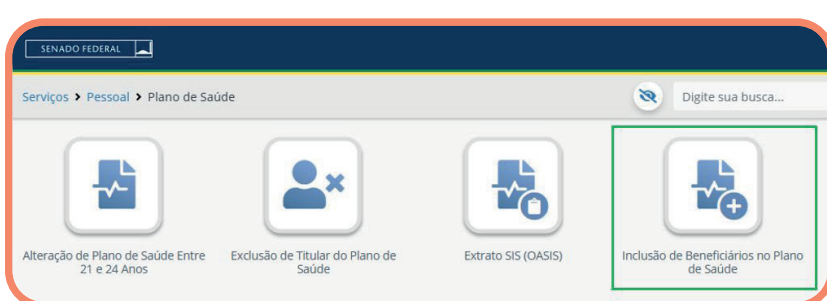 SENADO FEDERAL
Serviços > Pessoal > Plano de Saúde
Digite sua busca...
Alteração de Plano de Saúde Entre
21 e 24 Anos
Exclusão de Titular do Plano de
Saúde
Extrato SIS (OASIS)
Inclusão de Beneficiários no Plano
de Saúde